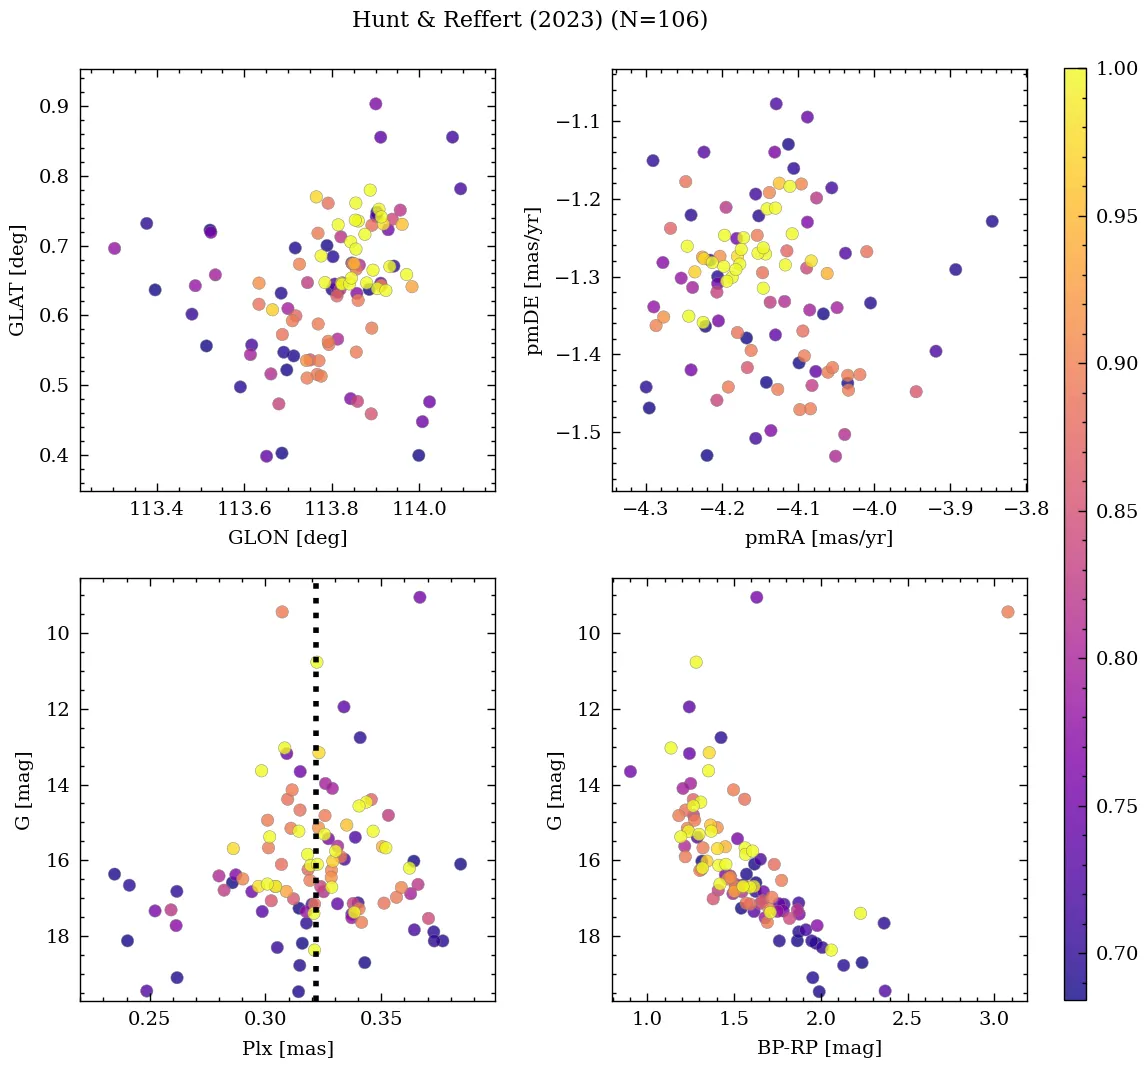 Hunt & Reffert (2023) (N=106)
0.9
0.8
0.7
0.6
0.5
0.4
GLAT [deg]
113.4 113.6 113.8 114.0
GLON [deg]
−1.1
−1.2
−1.3
−1.4
−1.5
pmDE [mas/yr]
−4.3 −4.2 −4.1 −4.0 −3.9 −3.8
pmRA [mas/yr]
10
12
14
16
18
G [mag]
0.25 0.30 0.35
Plx [mas]
10
12
14
16
18
G [mag]
1.0 1.5 2.0 2.5 3.0
BP-RP [mag]
1.00
0.95
0.90
0.85
0.80
0.75
0.70